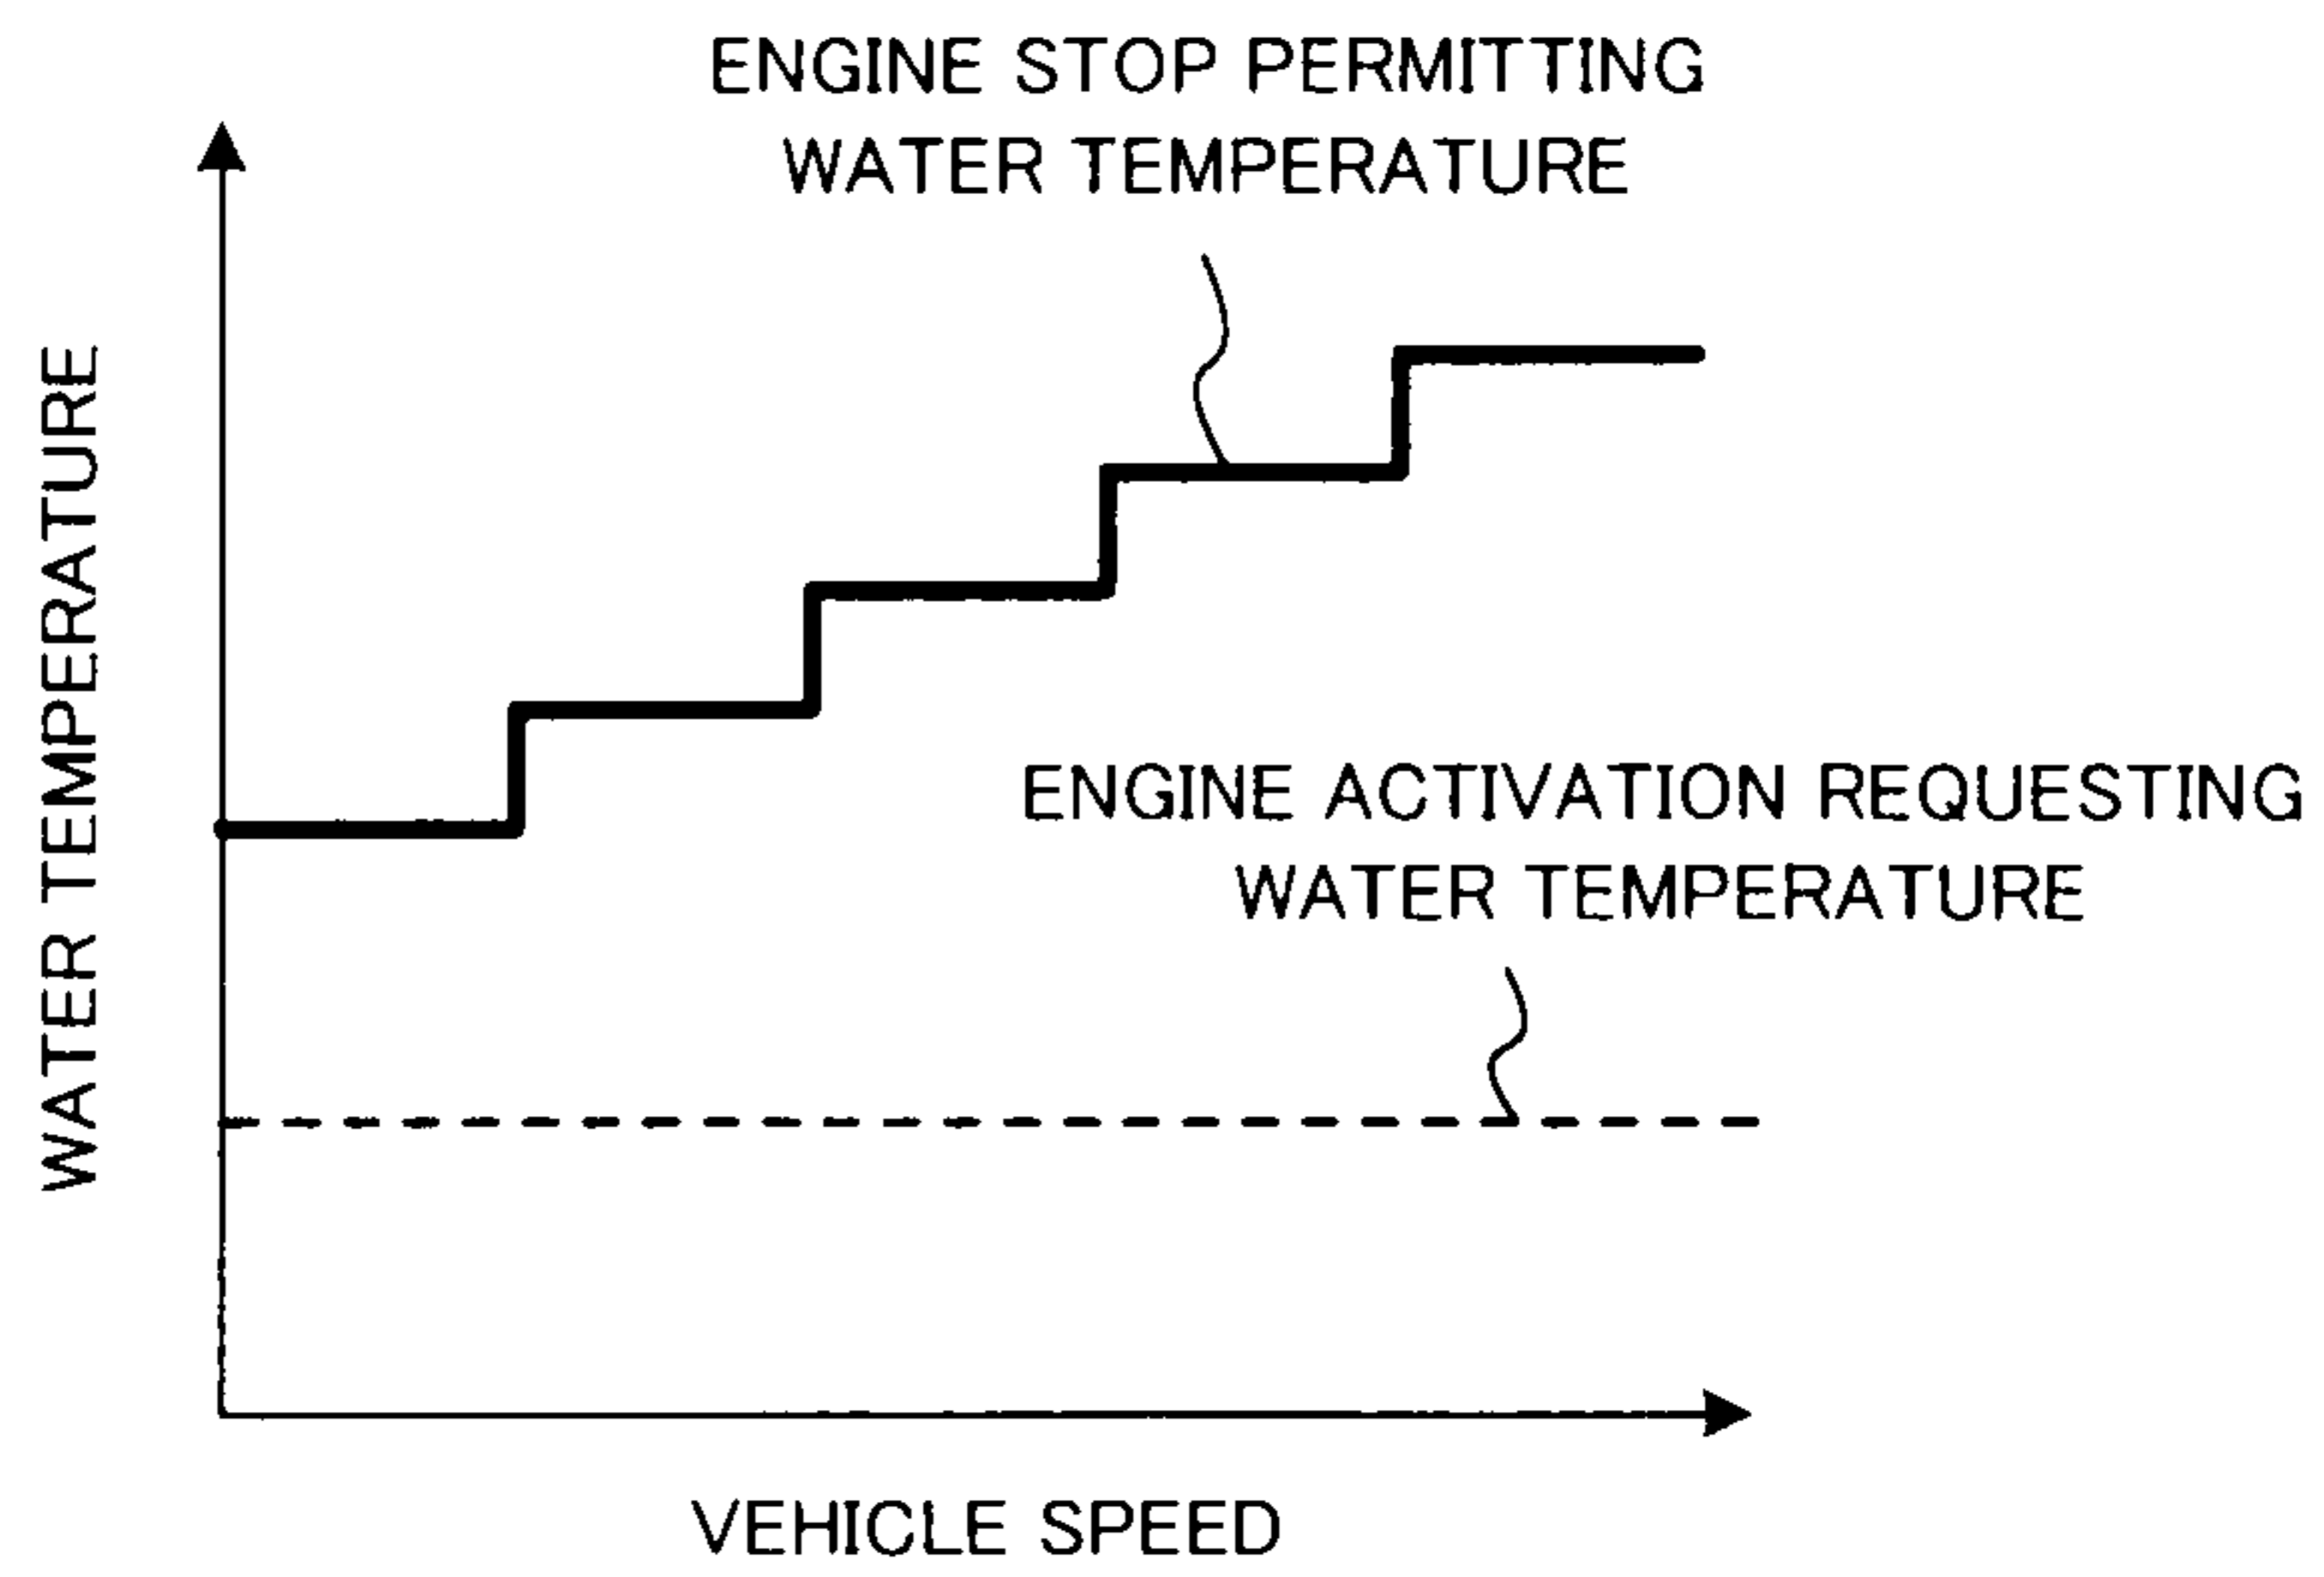 ENGINE STOP PERMITTING
WATER TEMPERATURE
WATER TEMPERATURE
ENGINE ACTIVATION REQUESTING
WATER TEMPERATURE
VEHICLE SPEED